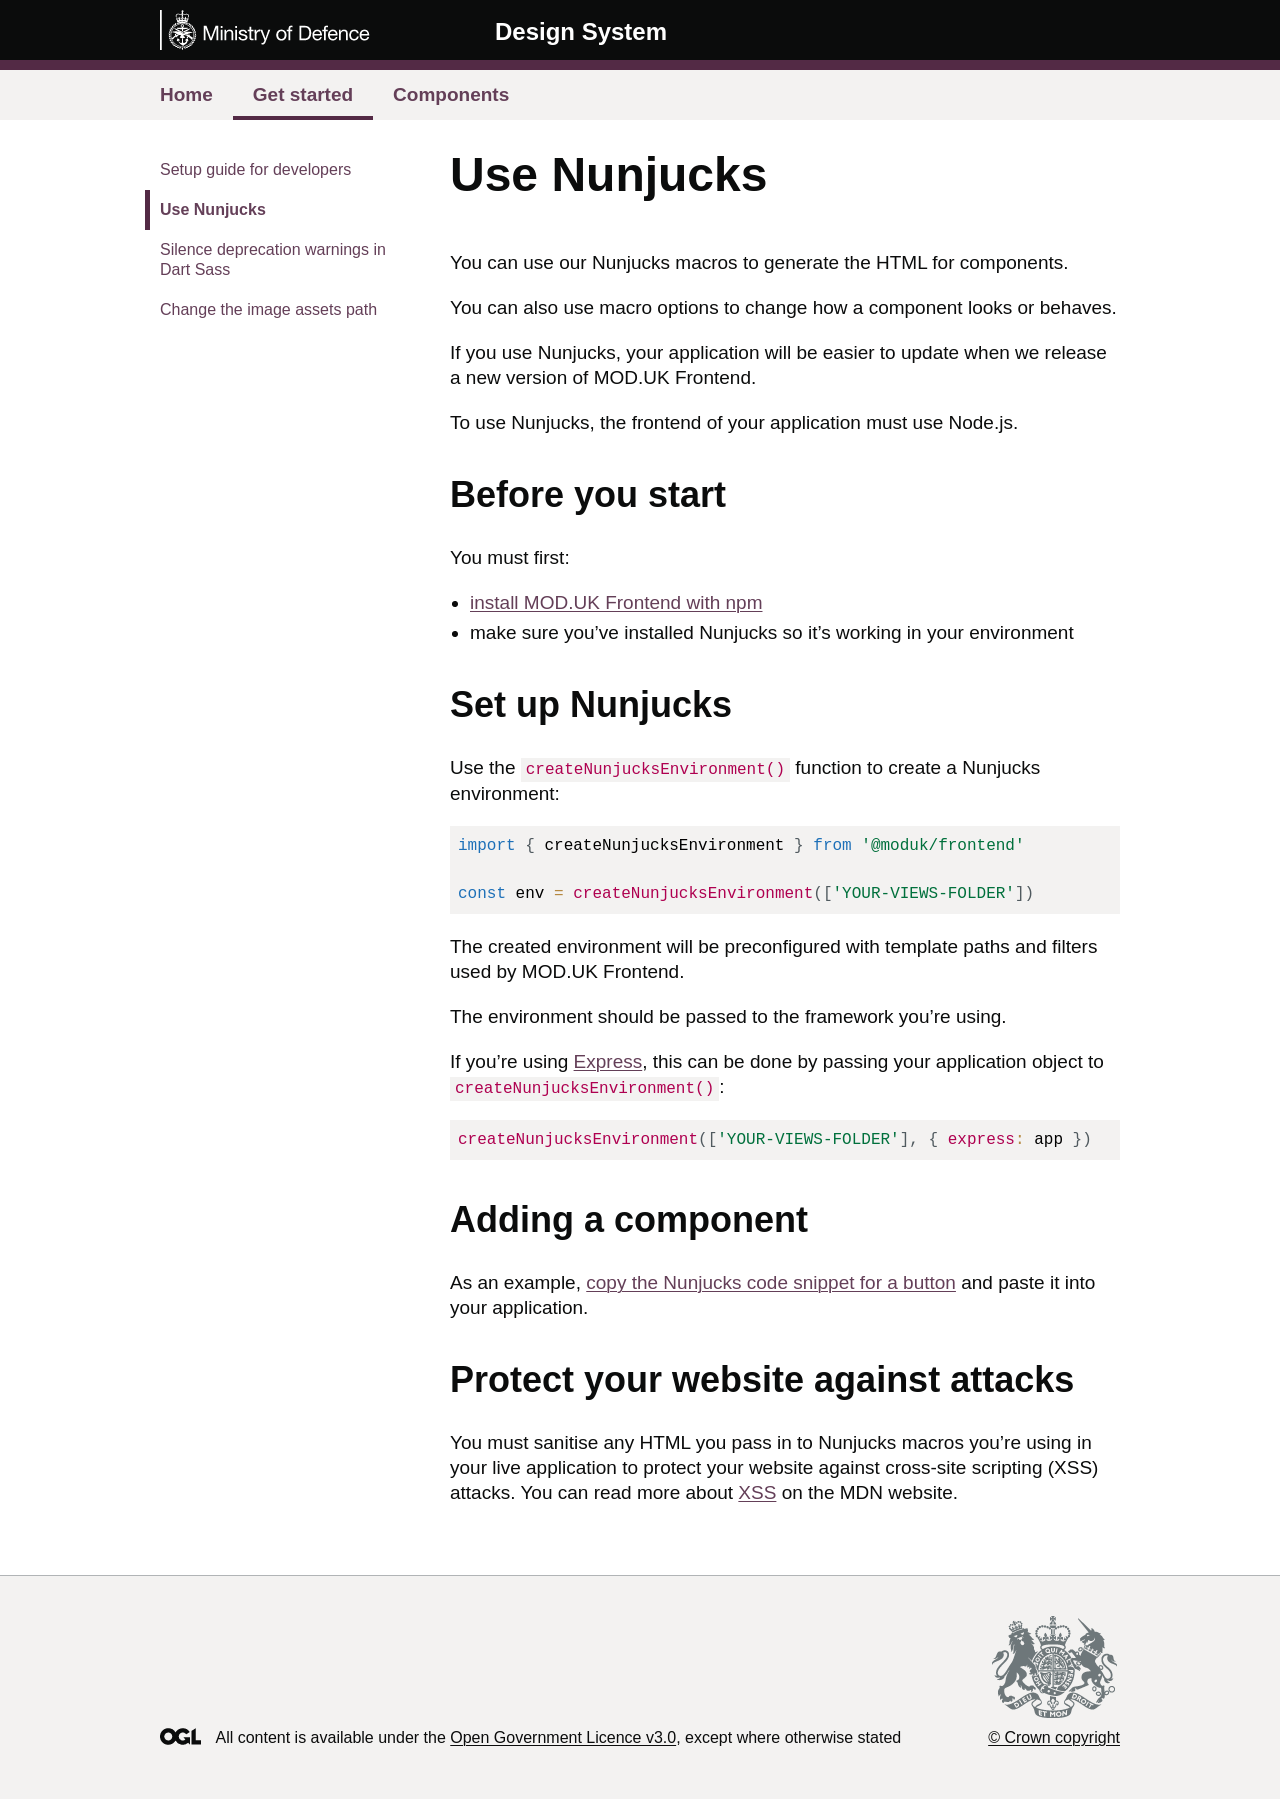 Ministry of Defence
Design System
Home
Get started
Components
Setup guide for developers
Use Nunjucks
Silence deprecation warnings in
Dart Sass
Change the image assets path
Use Nunjucks
You can use our Nunjucks macros to generate the HTML for components.
You can also use macro options to change how a component looks or behaves.
If you use Nunjucks, your application will be easier to update when we release
a new version of MOD.UK Frontend.
To use Nunjucks, the frontend of your application must use Node.js.
Before you start
You must first:
install MOD.UK Frontend with npm
make sure you’ve installed Nunjucks so it’s working in your environment
Set up Nunjucks
Use the createNunjucksEnvironment() function to create a Nunjucks
environment:
import { createNunjucksEnvironment } from '@moduk/frontend'
const env = createNunjucksEnvironment(['YOUR-VIEWS-FOLDER'])
The created environment will be preconfigured with template paths and filters
used by MOD.UK Frontend.
The environment should be passed to the framework you’re using.
If you’re using Express, this can be done by passing your application object to
createNunjucksEnvironment():
createNunjucksEnvironment(['YOUR-VIEWS-FOLDER'], { express: app })
Adding a component
As an example, copy the Nunjucks code snippet for a button and paste it into
your application.
Protect your website against attacks
You must sanitise any HTML you pass in to Nunjucks macros you’re using in
your live application to protect your website against cross-site scripting (XSS)
attacks. You can read more about XSS on the MDN website.
OGL
All content is available under the Open Government Licence v3.0, except where otherwise stated
© Crown copyright